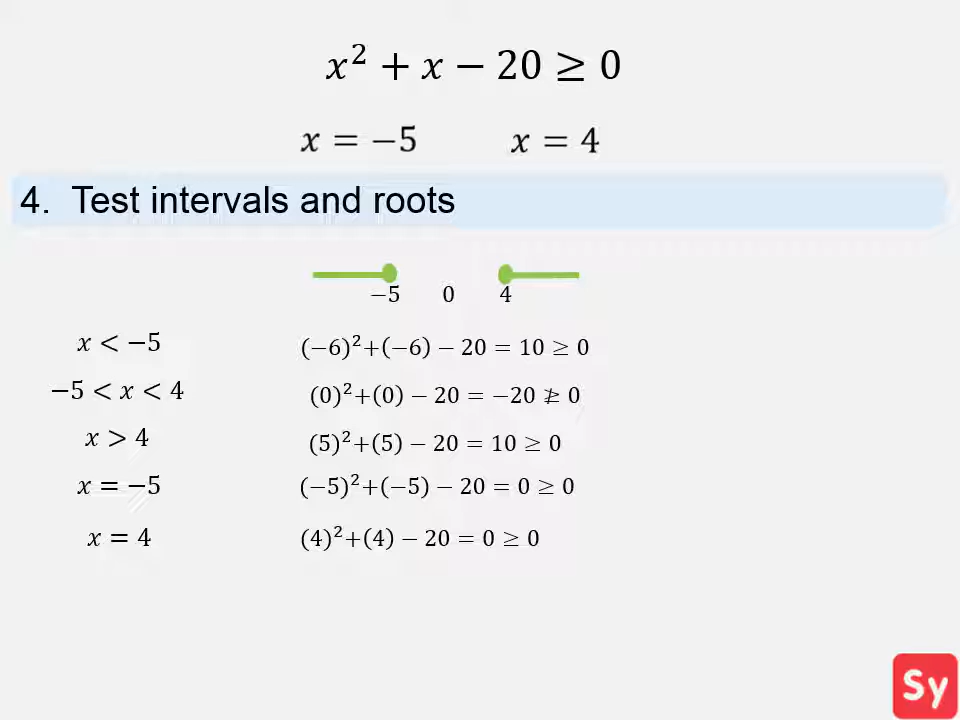 x² + x − 20 ≥ 0
x = −5 x = 4
4. Test intervals and roots
−5 0 4
x < −5 (−6)²+(−6) − 20 = 10 ≥ 0
−5 < x < 4 (0)²+(0) − 20 = −20 ≱ 0
x > 4 (5)²+(5) − 20 = 10 ≥ 0
x = −5 (−5)²+(−5) − 20 = 0 ≥ 0
x = 4 (4)²+(4) − 20 = 0 ≥ 0
Sy